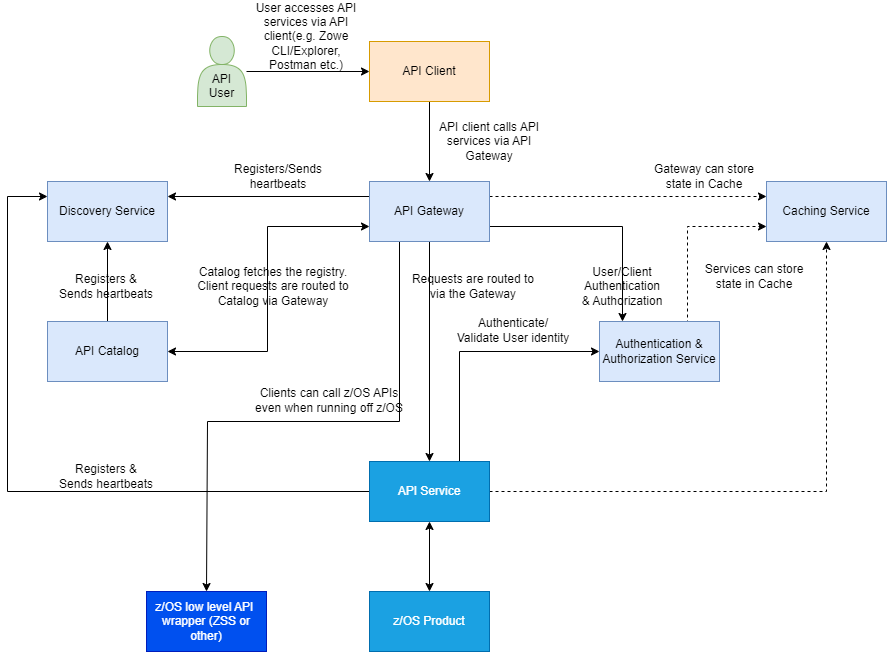 User accesses API
services via API
client(e.g. Zowe
CLI/Explorer,
Postman etc.)
API
User
API Client
API client calls API
services via API
Gateway
Registers/Sends
heartbeats
Gateway can store
state in Cache
Discovery Service
API Gateway
Caching Service
Registers &
Sends heartbeats
Catalog fetches the registry.
Client requests are routed to
Catalog via Gateway
Requests are routed to
via the Gateway
User/Client
Authentication
& Authorization
Services can store
state in Cache
API Catalog
Authenticate/
Validate User identity
Authentication &
Authorization Service
Clients can call z/OS APIs
even when running off z/OS
Registers &
Sends heartbeats
API Service
z/OS low level API
wrapper (ZSS or
other)
z/OS Product